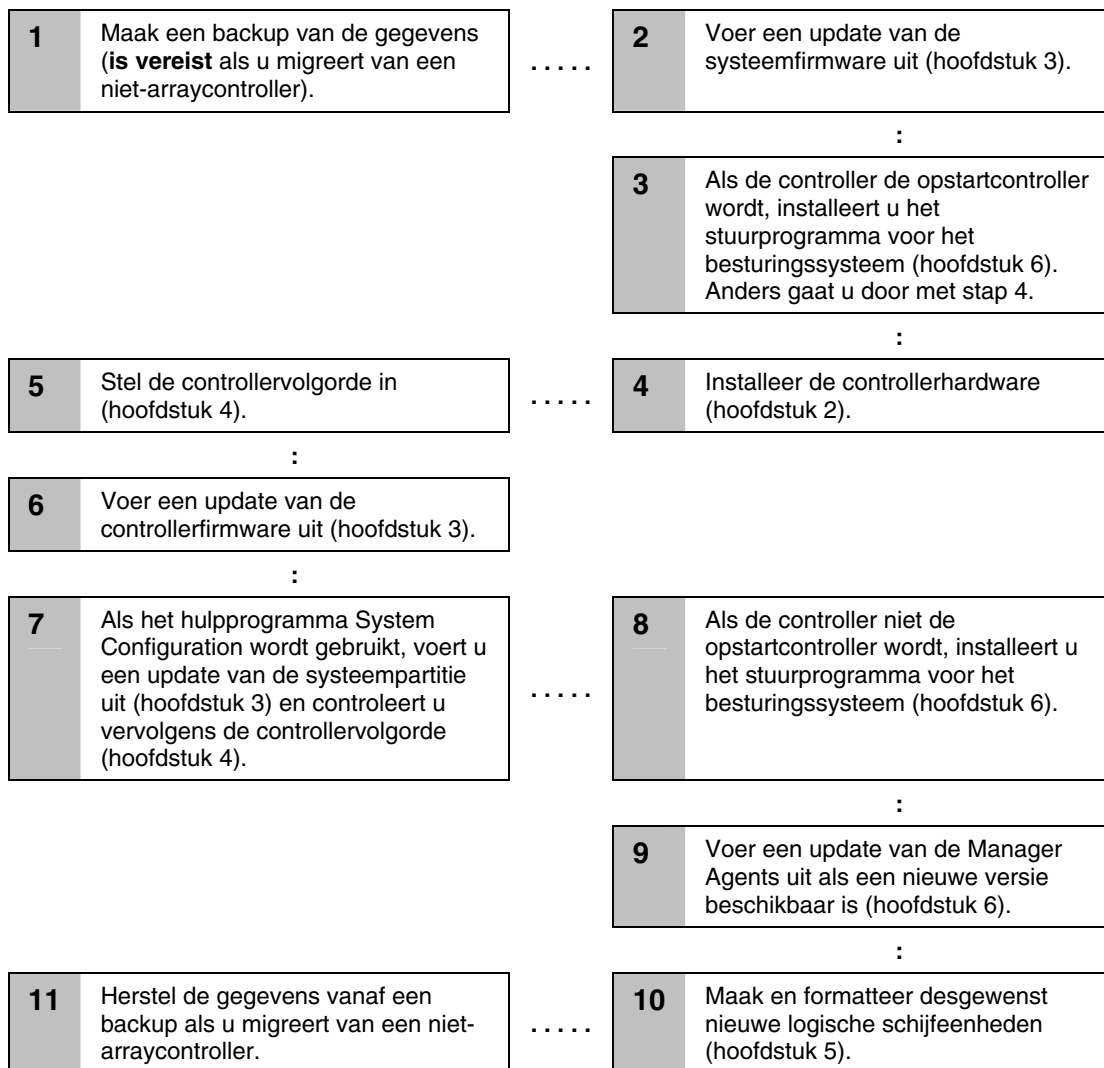 1
Maak een backup van de gegevens
(is vereist als u migreert van een
niet-arraycontroller).
. . . . .
2
Voer een update van de
systeemfirmware uit (hoofdstuk 3).
:
3
Als de controller de opstartcontroller
wordt, installeert u het
stuurprogramma voor het
besturingssysteem (hoofdstuk 6).
Anders gaat u door met stap 4.
:
4
Installeer de controllerhardware
(hoofdstuk 2).
. . . . .
5
Stel de controllervolgorde in
(hoofdstuk 4).
:
6
Voer een update van de
controllerfirmware uit (hoofdstuk 3).
:
7
Als het hulpprogramma System
Configuration wordt gebruikt, voert u
een update van de systeempartitie
uit (hoofdstuk 3) en controleert u
vervolgens de controllervolgorde
(hoofdstuk 4).
. . . . .
8
Als de controller niet de
opstartcontroller wordt, installeert u
het stuurprogramma voor het
besturingssysteem (hoofdstuk 6).
:
9
Voer een update van de Manager
Agents uit als een nieuwe versie
beschikbaar is (hoofdstuk 6).
:
10
Maak en formatteer desgewenst
nieuwe logische schijfeenheden
(hoofdstuk 5).
. . . . .
11
Herstel de gegevens vanaf een
backup als u migreert van een niet-
arraycontroller.